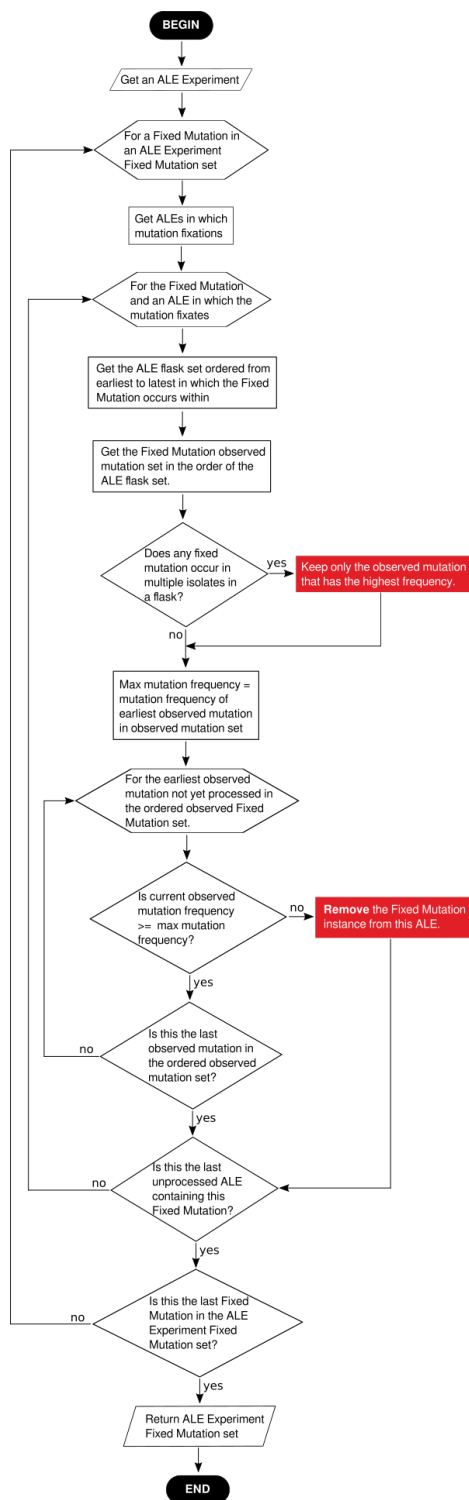 BEGIN
Get an ALE Experiment
For a Fixed Mutation in
an ALE Experiment
Fixed Mutation set
Get ALEs in which
mutation fixations
For the Fixed Mutation
and an ALE in which the
mutation fixates
Get the ALE flask set ordered from
earliest to latest in which the Fixed
Mutation occurs within
Get the Fixed Mutation observed
mutation set in the order of the
ALE flask set.
Does any fixed
mutation occur in
multiple isolates in
a flask?
yes
Keep only the observed mutation
that has the highest frequency.
no
Max mutation frequency =
mutation frequency of
earliest observed mutation
in observed mutation set
For the earliest observed
mutation not yet processed in
the ordered observed Fixed
Mutation set.
Is current observed
mutation frequency
>= max mutation
frequency?
no
Remove the Fixed Mutation
instance from this ALE.
yes
Is this the last
observed mutation in
the ordered observed
mutation set?
no
yes
Is this the last
unprocessed ALE
containing this
Fixed Mutation?
no
yes
Is this the last Fixed
Mutation in the ALE
Experiment Fixed
Mutation set?
no
yes
Return ALE Experiment
Fixed Mutation set
END